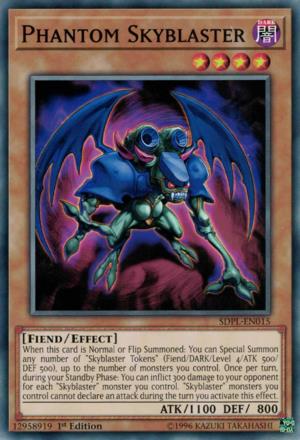 PHANTOM SKYBLASTER
DARK
闇
SDPL-EN015
[FIEND/EFFECT]
When this card is Normal or Flip Summoned: You can Special Summon
any number of "Skyblaster Tokens" (Fiend/DARK/Level 4/ATK 500/
DEF 500), up to the number of monsters you control. Once per turn,
during your Standby Phase: You can inflict 300 damage to your opponent
for each "Skyblaster" monster you control. "Skyblaster" monsters you
control cannot declare an attack during the turn you activate this effect.
ATK/1100 DEF/ 800
12958919 1st Edition ©1996 KAZUKI TAKAHASHI